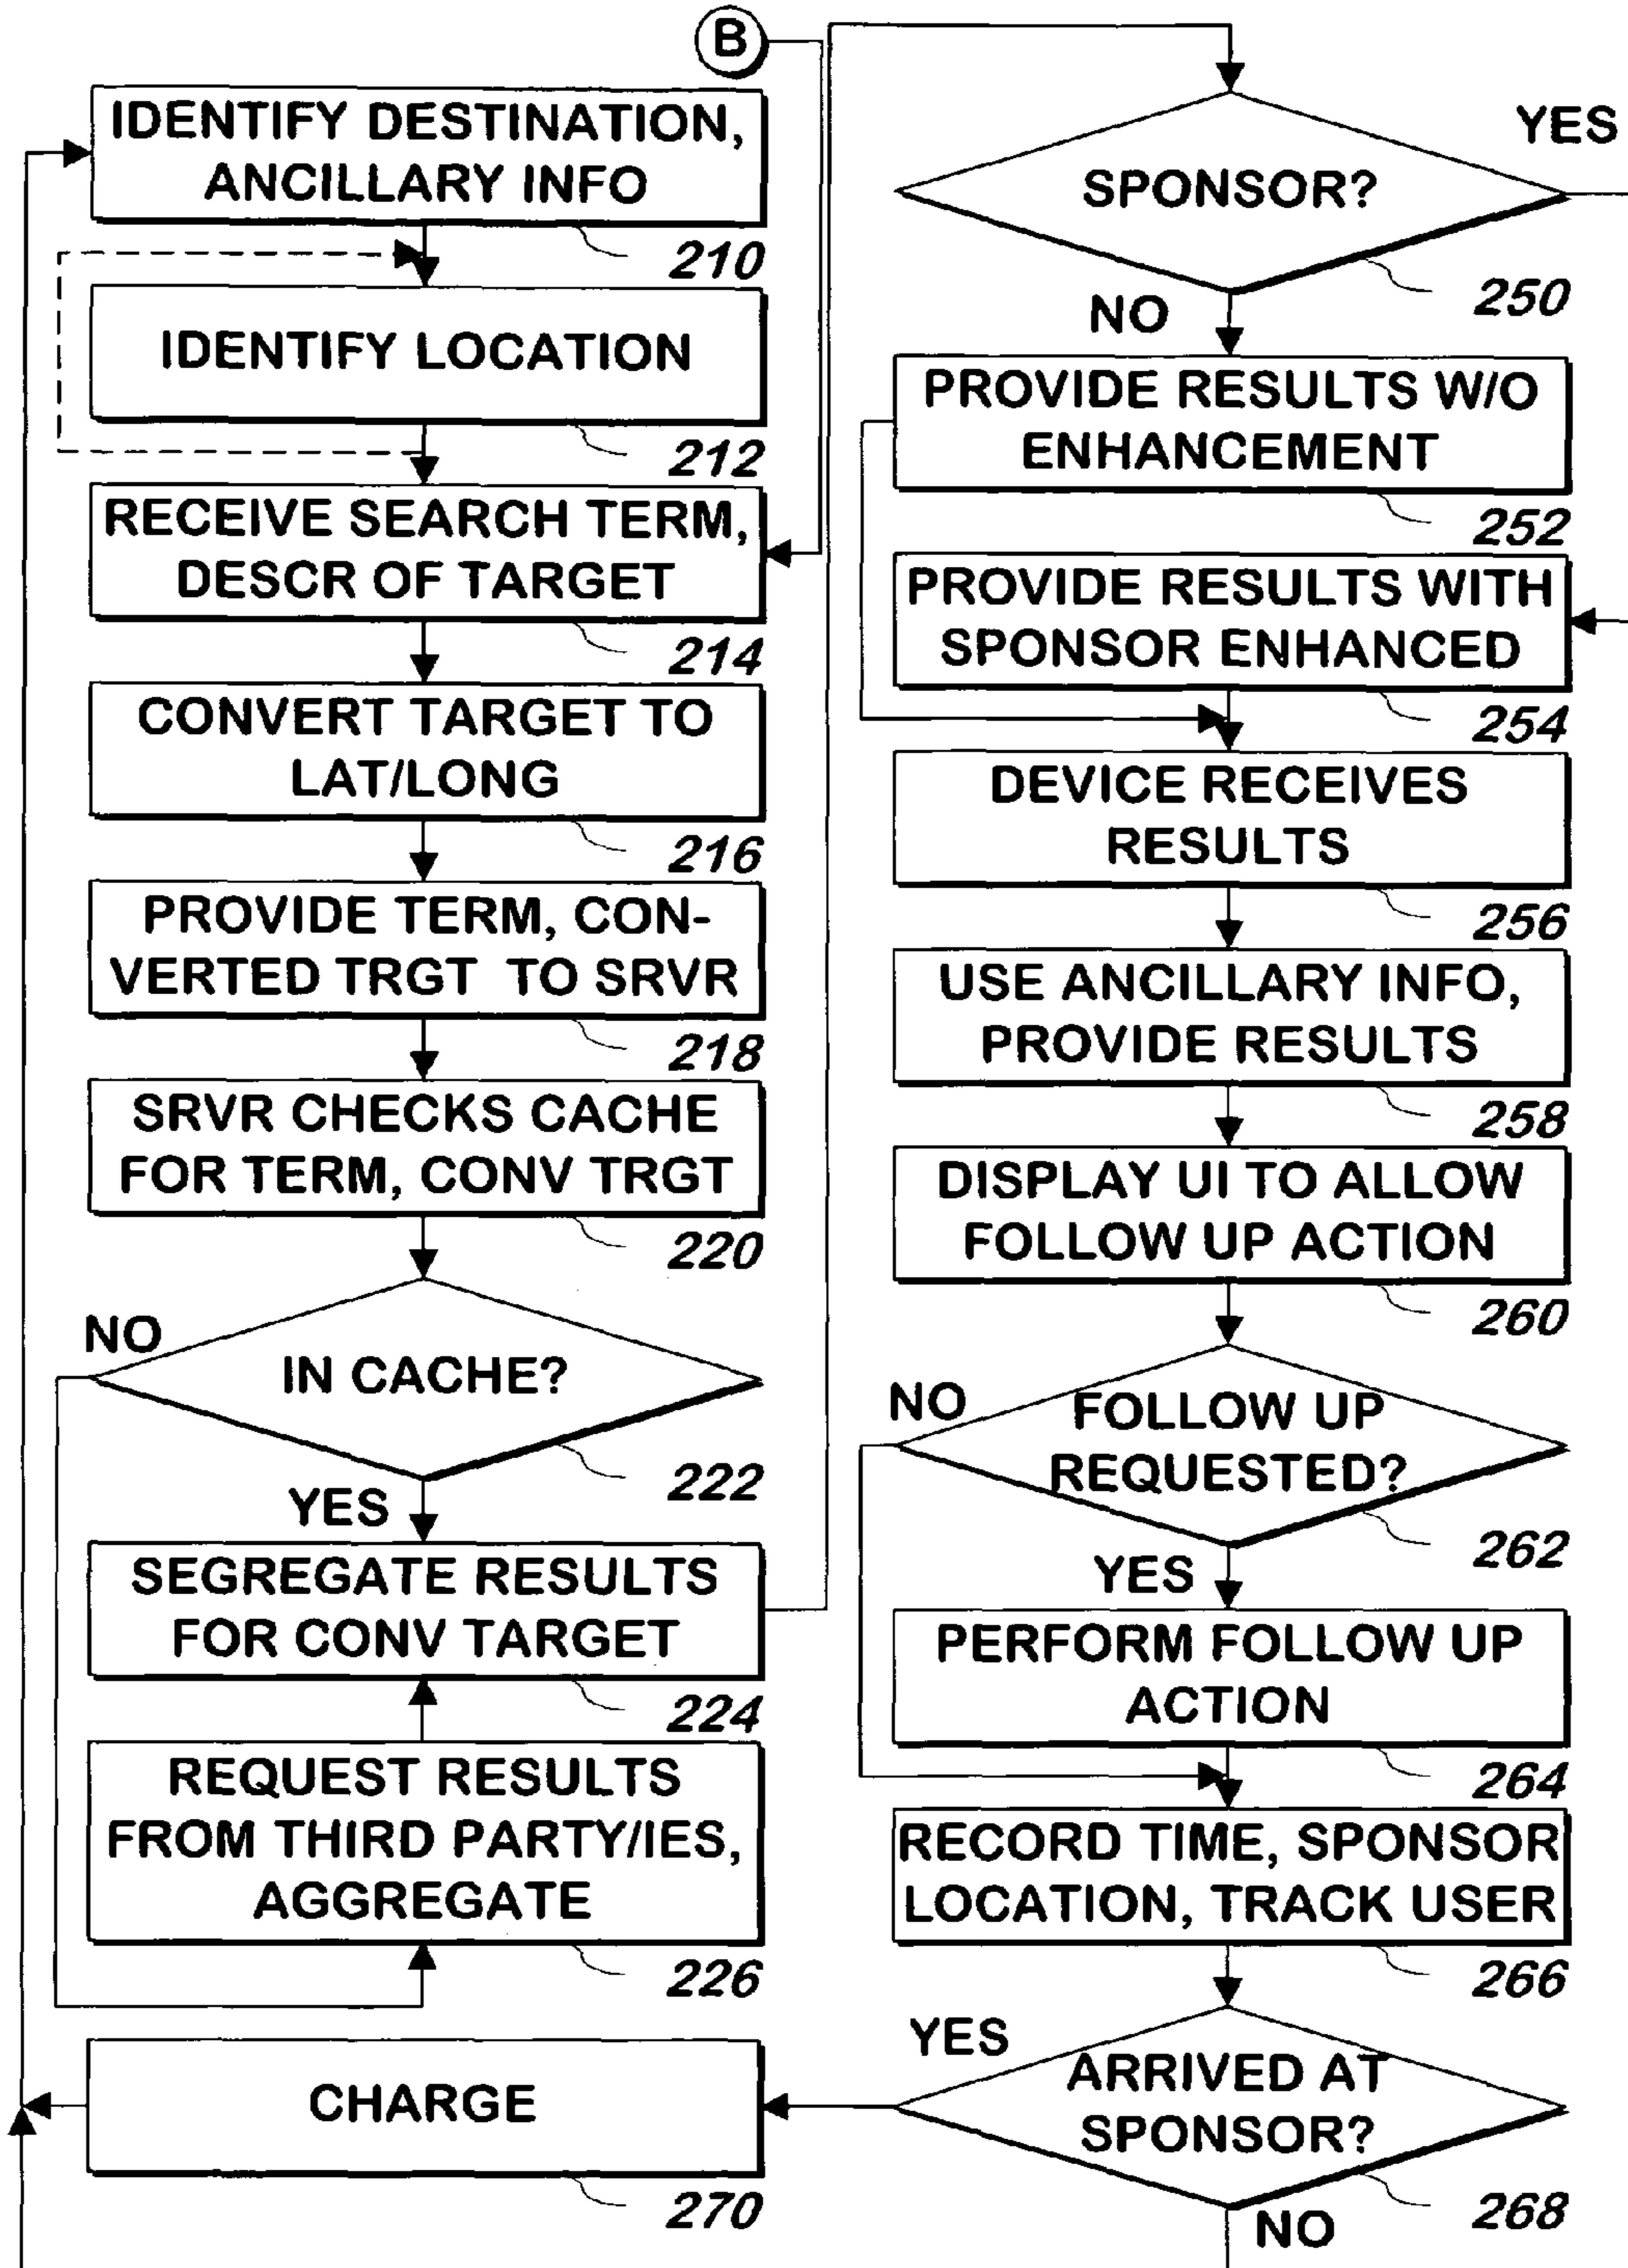 B
IDENTIFY DESTINATION,
ANCILLARY INFO
210
IDENTIFY LOCATION
212
RECEIVE SEARCH TERM,
DESCR OF TARGET
214
CONVERT TARGET TO
LAT/LONG
216
PROVIDE TERM, CON-
VERTED TRGT TO SRVR
218
SRVR CHECKS CACHE
FOR TERM, CONV TRGT
220
NO
IN CACHE?
222
YES
SEGREGATE RESULTS
FOR CONV TARGET
224
REQUEST RESULTS
FROM THIRD PARTY/IES,
AGGREGATE
226
CHARGE
270
YES
SPONSOR?
250
NO
PROVIDE RESULTS W/O
ENHANCEMENT
252
PROVIDE RESULTS WITH
SPONSOR ENHANCED
254
DEVICE RECEIVES
RESULTS
256
USE ANCILLARY INFO,
PROVIDE RESULTS
258
DISPLAY UI TO ALLOW
FOLLOW UP ACTION
260
NO
FOLLOW UP
REQUESTED?
262
YES
PERFORM FOLLOW UP
ACTION
264
RECORD TIME, SPONSOR
LOCATION, TRACK USER
266
YES
ARRIVED AT
SPONSOR?
268
NO